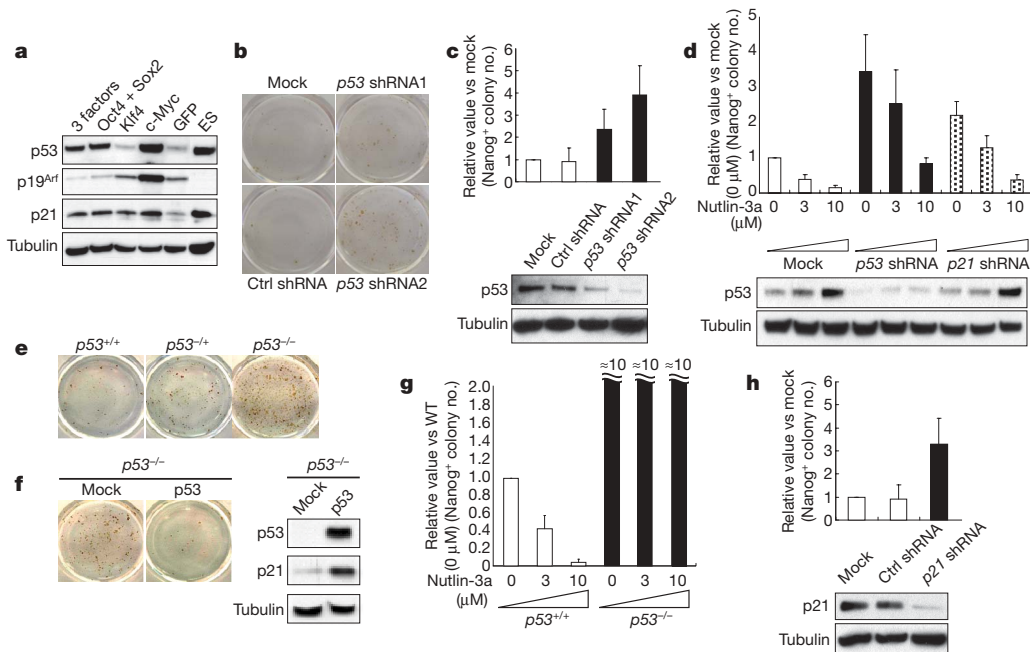 a
3 factors
Oct4 + Sox2
Klf4
c-Myc
GFP
ES
p53
p19Arf
p21
Tubulin
b
Mock
p53 shRNA1
Ctrl shRNA
p53 shRNA2
c
Relative value vs mock
(Nanog+ colony no.)
6
5
4
3
2
1
0
Mock
Ctrl shRNA
p53 shRNA1
p53 shRNA2
p53
Tubulin
d
Relative value vs mock
(0 μM) (Nanog+ colony no.)
5
4
3
2
1
0
Nutlin-3a
(μM)
0 3 10 0 3 10 0 3 10
Mock
p53 shRNA
p21 shRNA
p53
Tubulin
e
p53+/+
p53–/+
p53–/–
f
p53–/–
Mock
p53
p53–/–
Mock
p53
p53
p21
Tubulin
g
Relative value vs WT
(0 μM) (Nanog+ colony no.)
≈10 ≈10 ≈10
2.0
1.8
1.6
1.4
1.2
1.0
0.8
0.6
0.4
0.2
0
Nutlin-3a
(μM)
0 3 10 0 3 10
p53+/+
p53–/–
h
Relative value vs mock
(Nanog+ colony no.)
6
5
4
3
2
1
0
Mock
Ctrl shRNA
p21 shRNA
p21
Tubulin